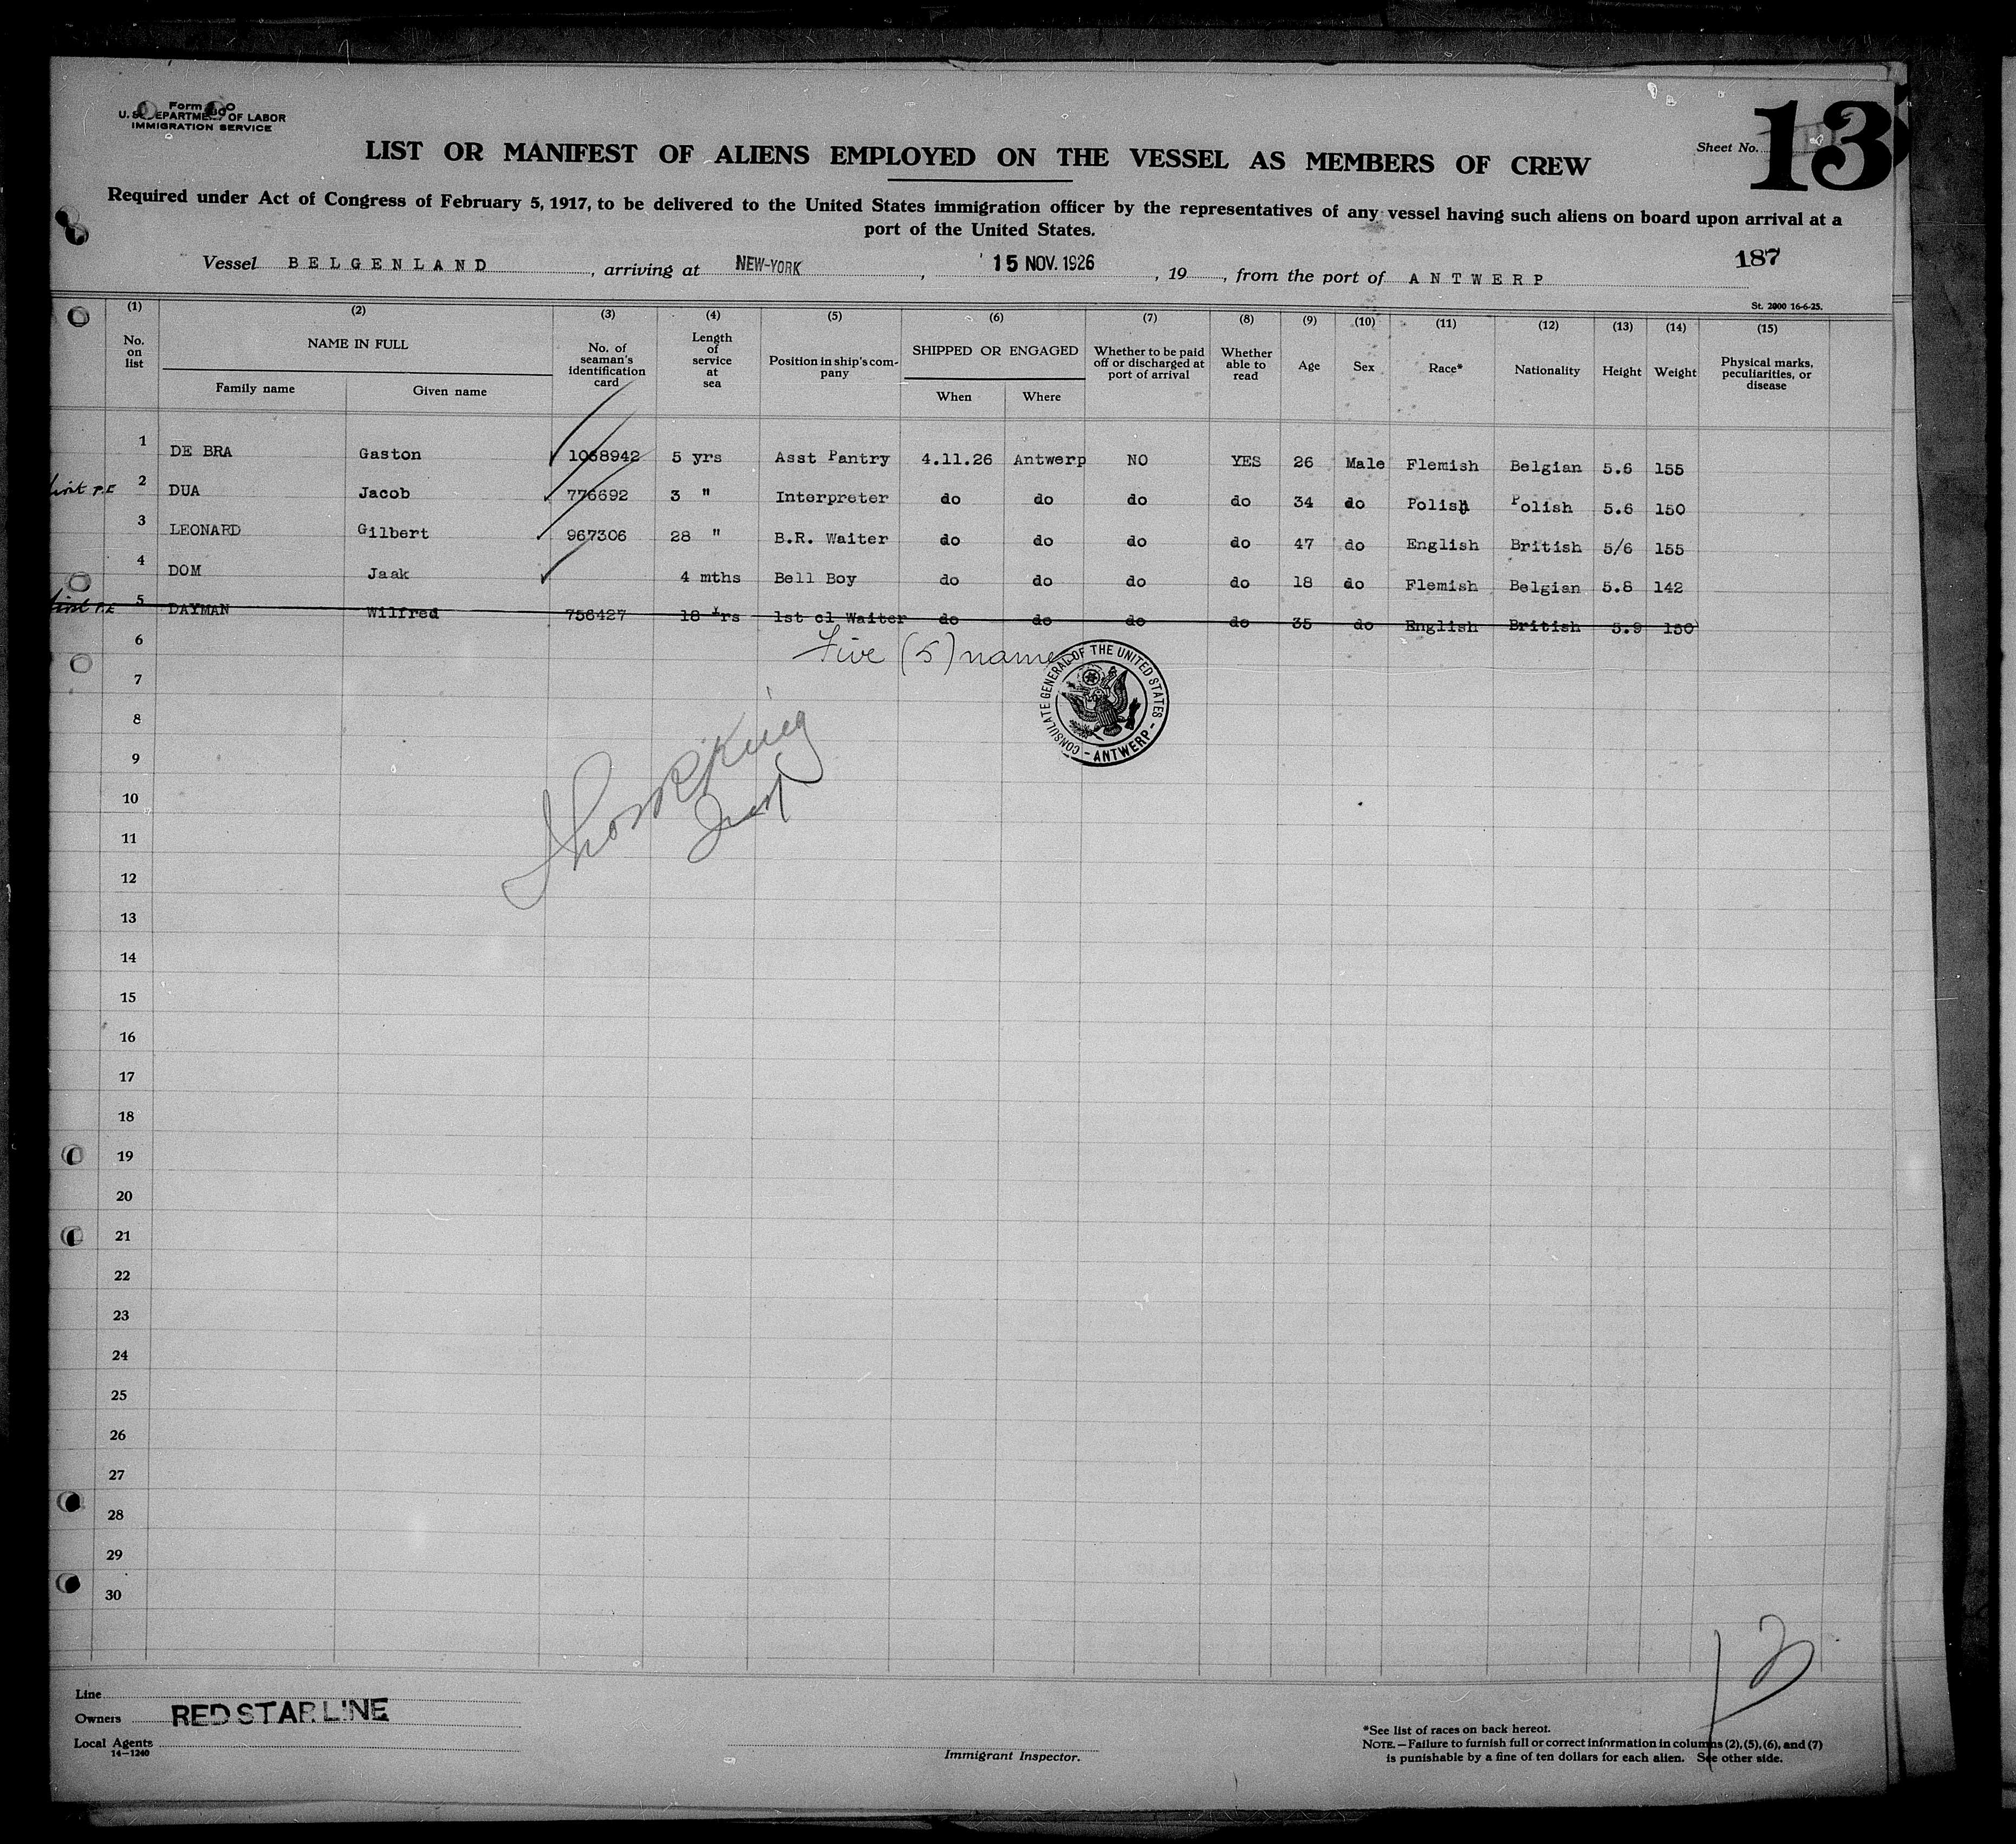 Form 680
U. S. DEPARTMENT OF LABOR
IMMIGRATION SERVICE
Sheet No. 13
LIST OR MANIFEST OF ALIENS EMPLOYED ON THE VESSEL AS MEMBERS OF CREW
Required under Act of Congress of February 5, 1917, to be delivered to the United States immigration officer by the representatives of any vessel having such aliens on board upon arrival at a
port of the United States.
187
Vessel BELGENLAND, arriving at NEW-YORK, 15 NOV. 1926, 19, from the port of ANTWERP
St. 2000 16-6-25.
(1) (2) (3) (4) (5) (6) (7) (8) (9) (10) (11) (12) (13) (14) (15)
No. on list NAME IN FULL Family name Given name No. of seaman's identification card Length of service at sea Position in ship's company SHIPPED OR ENGAGED When Where Whether to be paid off or discharged at port of arrival Whether able to read Age Sex Race* Nationality Height Weight Physical marks, peculiarities, or disease
1 DE BRA Gaston 1068942 5 yrs Asst Pantry 4.11.26 Antwerp NO YES 26 Male Flemish Belgian 5.6 155
2 DUA Jacob 776692 3 " Interpreter do do do do 34 do Polish Polish 5.6 150
3 LEONARD Gilbert 967306 28 " B.R. Waiter do do do do 47 do English British 5/6 155
4 DOM Jaak 4 mths Bell Boy do do do do 18 do Flemish Belgian 5.8 142
first P.E 5 DAYMAN Wilfred 756427 18 Yrs 1st cl Waiter do do do do 35 do English British 5.9 150
6
Five (5) names
CONSULATE GENERAL OF THE UNITED STATES - ANTWERP -
7
8
9
10
11
12
13
14
15
16
17
18
19
20
21
22
23
24
25
26
27
28
29
30
Line
Owners RED STAR LINE
Local Agents
14-1240
Immigrant Inspector.
*See list of races on back hereof.
NOTE.—Failure to furnish full or correct information in columns (2), (5), (6), and (7)
is punishable by a fine of ten dollars for each alien. See other side.